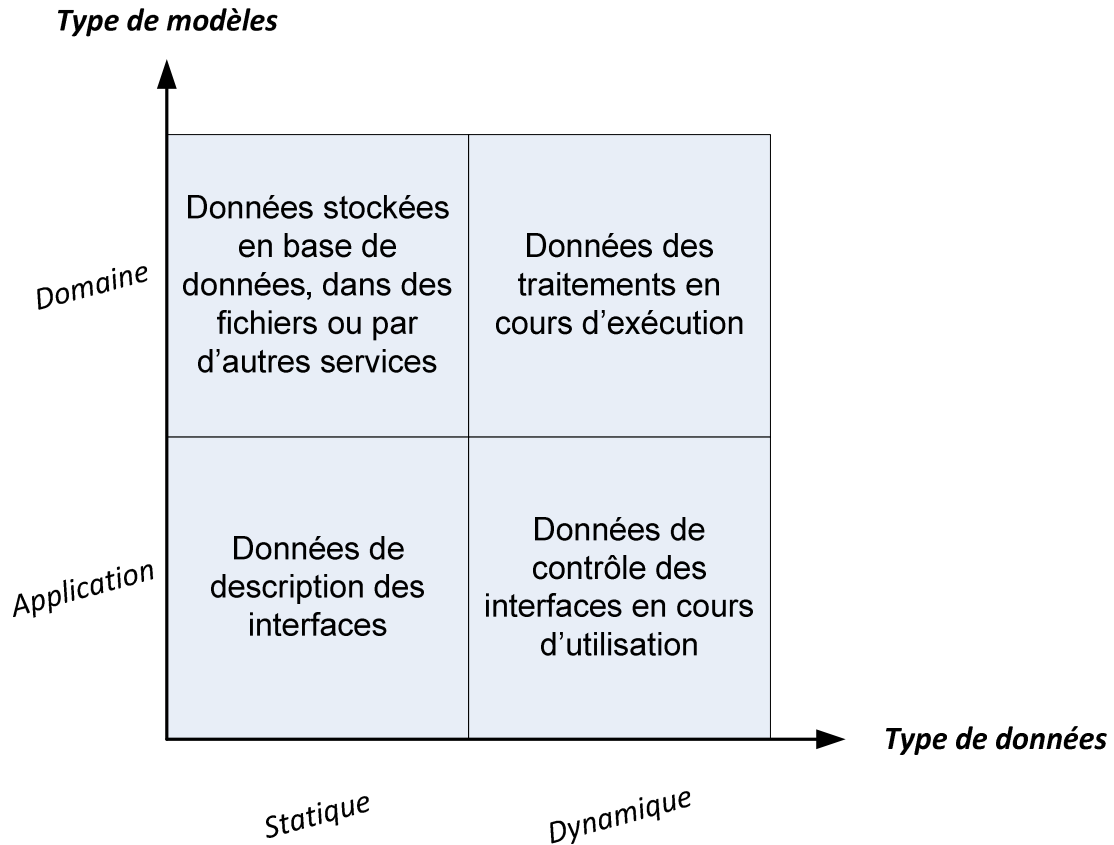 Type de modèles
Données stockées
en base de
données, dans des
fichiers ou par
d’autres services
Données des
traitements en
cours d’exécution
Domaine
Données de
description des
interfaces
Données de
contrôle des
interfaces en cours
d’utilisation
Application
Type de données
Statique
Dynamique